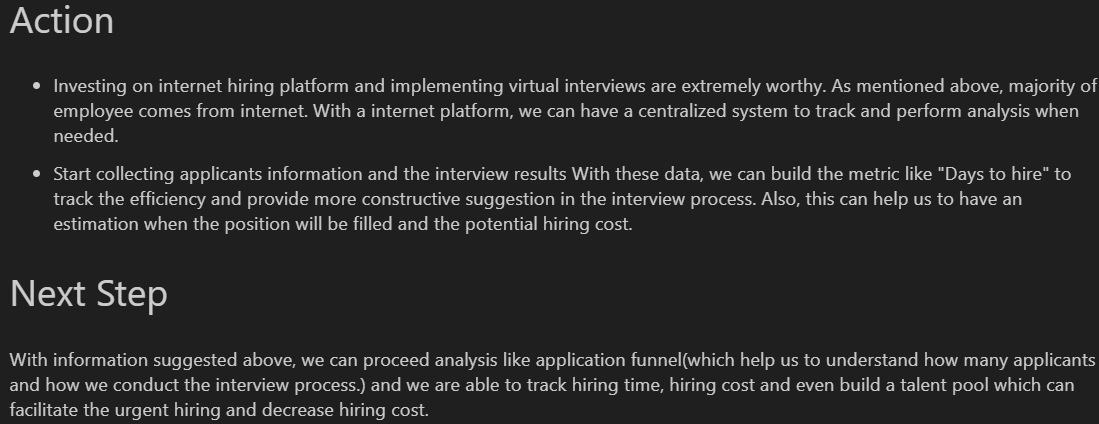 Action
• Investing on internet hiring platform and implementing virtual interviews are extremely worthy. As mentioned above, majority of
employee comes from internet. With a internet platform, we can have a centralized system to track and perform analysis when
needed.
• Start collecting applicants information and the interview results With these data, we can build the metric like "Days to hire" to
track the efficiency and provide more constructive suggestion in the interview process. Also, this can help us to have an
estimation when the position will be filled and the potential hiring cost.
Next Step
With information suggested above, we can proceed analysis like application funnel(which help us to understand how many applicants
and how we conduct the interview process.) and we are able to track hiring time, hiring cost and even build a talent pool which can
facilitate the urgent hiring and decrease hiring cost.